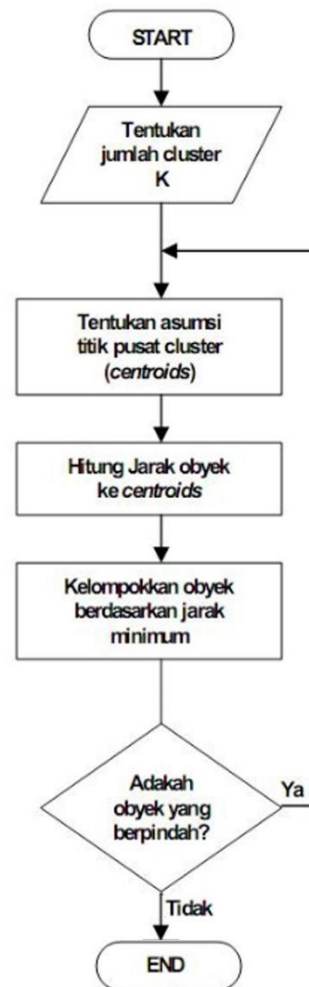 START
Tentukan
jumlah cluster
K
Tentukan asumsi
titik pusat cluster
(centroids)
Hitung Jarak obyek
ke centroids
Kelompokkan obyek
berdasarkan jarak
minimum
Adakah
obyek yang
berpindah?
Ya
Tidak
END